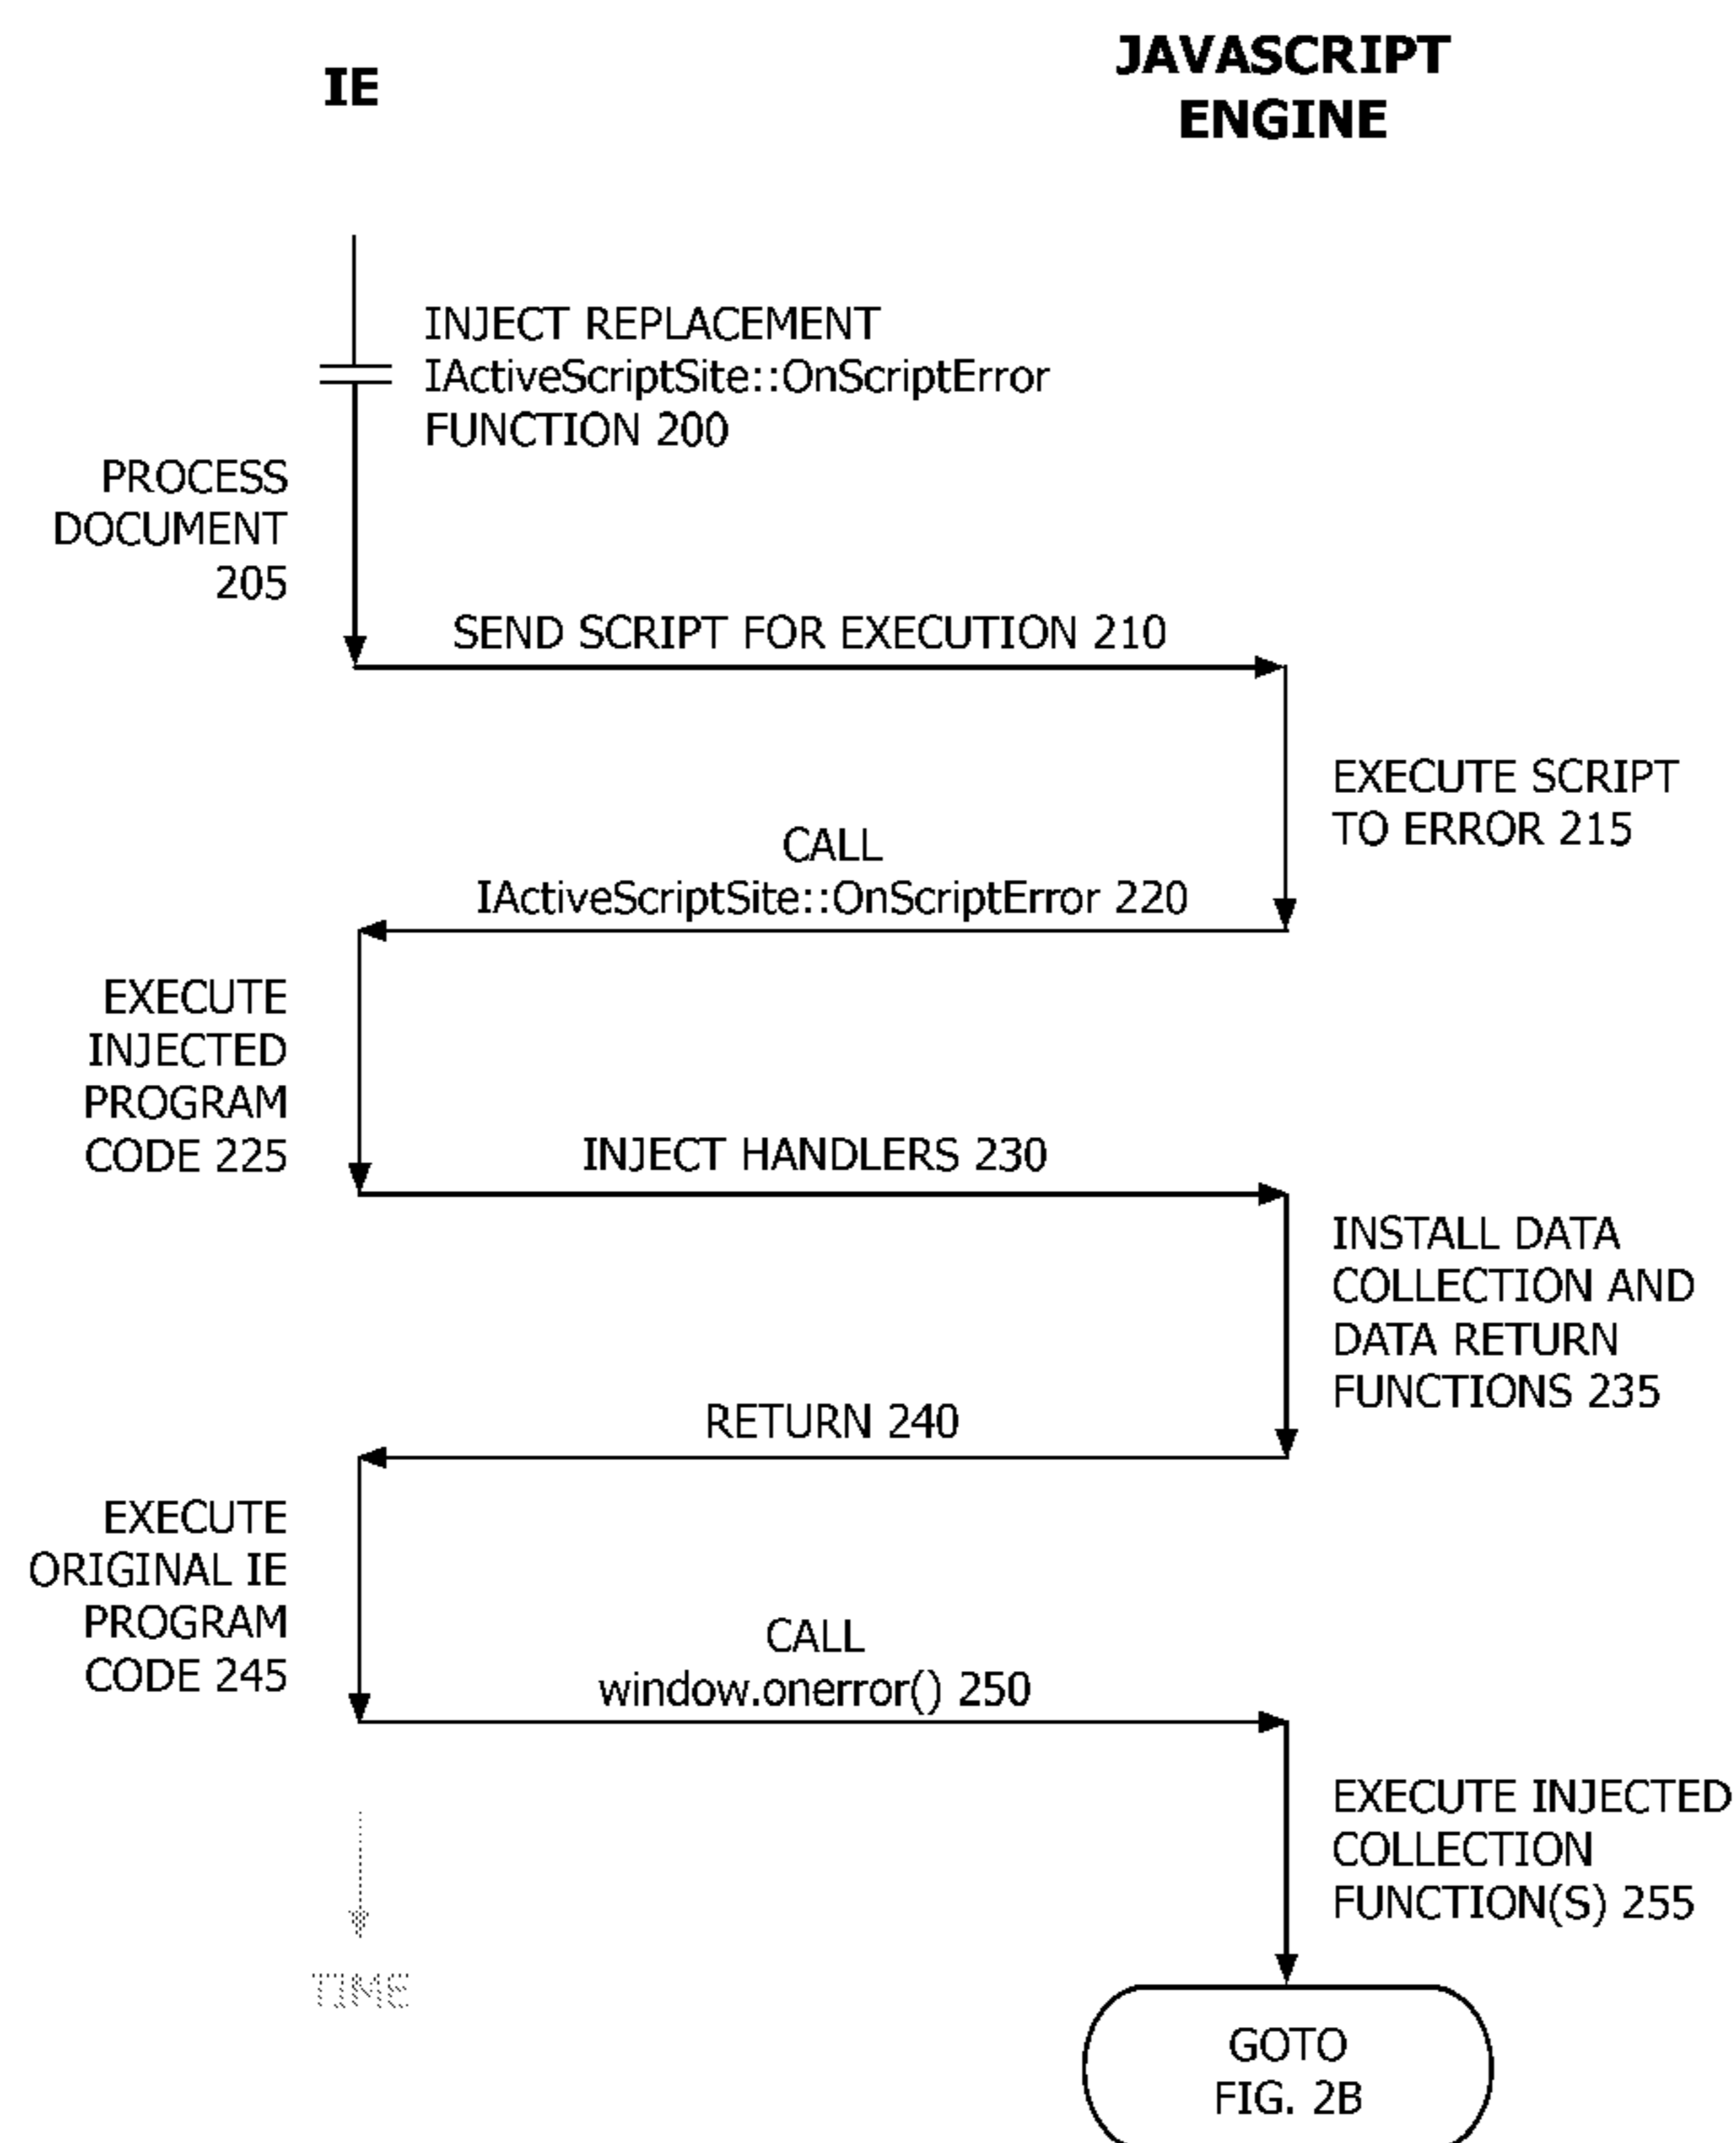 IE
JAVASCRIPT
ENGINE
INJECT REPLACEMENT
IActiveScriptSite::OnScriptError
FUNCTION 200
PROCESS
DOCUMENT
205
SEND SCRIPT FOR EXECUTION 210
EXECUTE SCRIPT
TO ERROR 215
CALL
IActiveScriptSite::OnScriptError 220
EXECUTE
INJECTED
PROGRAM
CODE 225
INJECT HANDLERS 230
INSTALL DATA
COLLECTION AND
DATA RETURN
FUNCTIONS 235
RETURN 240
EXECUTE
ORIGINAL IE
PROGRAM
CODE 245
CALL
window.onerror() 250
EXECUTE INJECTED
COLLECTION
FUNCTION(S) 255
TIME
GOTO
FIG. 2B